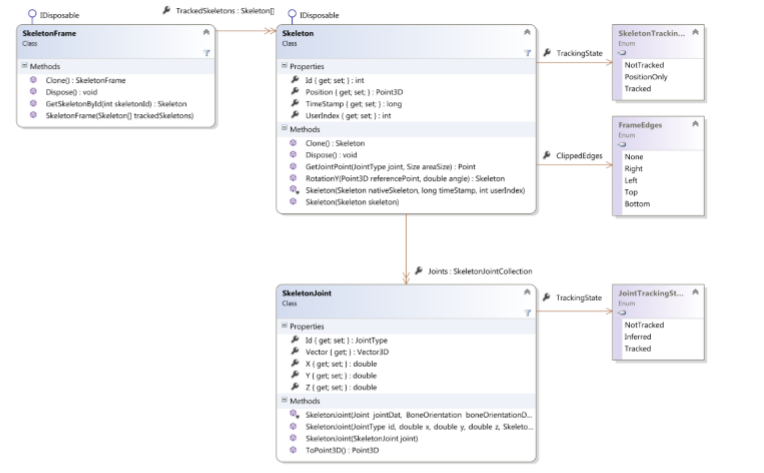 IDisposable
TrackedSkeletons : Skeleton[]
IDisposable
SkeletonFrame
Class
Methods
Clone() : SkeletonFrame
Dispose() : void
GetSkeletonById(int skeletonId) : Skeleton
SkeletonFrame(Skeleton[] trackedSkeletons)
Skeleton
Class
Properties
Id { get; set; } : int
Position { get; set; } : Point3D
TimeStamp { get; set; } : long
UserIndex { get; set; } : int
Methods
Clone() : Skeleton
Dispose() : void
GetJointPoint(JointType joint, Size areaSize) : Point
RotationY(Point3D referencePoint, double angle) : Skeleton
Skeleton(Skeleton nativeSkeleton, long timeStamp, int userIndex)
Skeleton(Skeleton skeleton)
TrackingState
SkeletonTrackin...
Enum
NotTracked
PositionOnly
Tracked
ClippedEdges
FrameEdges
Enum
None
Right
Left
Top
Bottom
Joints : SkeletonJointCollection
SkeletonJoint
Class
Properties
Id { get; set; } : JointType
Vector { get; } : Vector3D
X { get; set; } : double
Y { get; set; } : double
Z { get; set; } : double
Methods
SkeletonJoint(Joint jointDat, BoneOrientation boneOrientationD...
SkeletonJoint(JointType id, double x, double y, double z, Skeleto...
SkeletonJoint(SkeletonJoint joint)
ToPoint3D() : Point3D
TrackingState
JointTrackingSt...
Enum
NotTracked
Inferred
Tracked